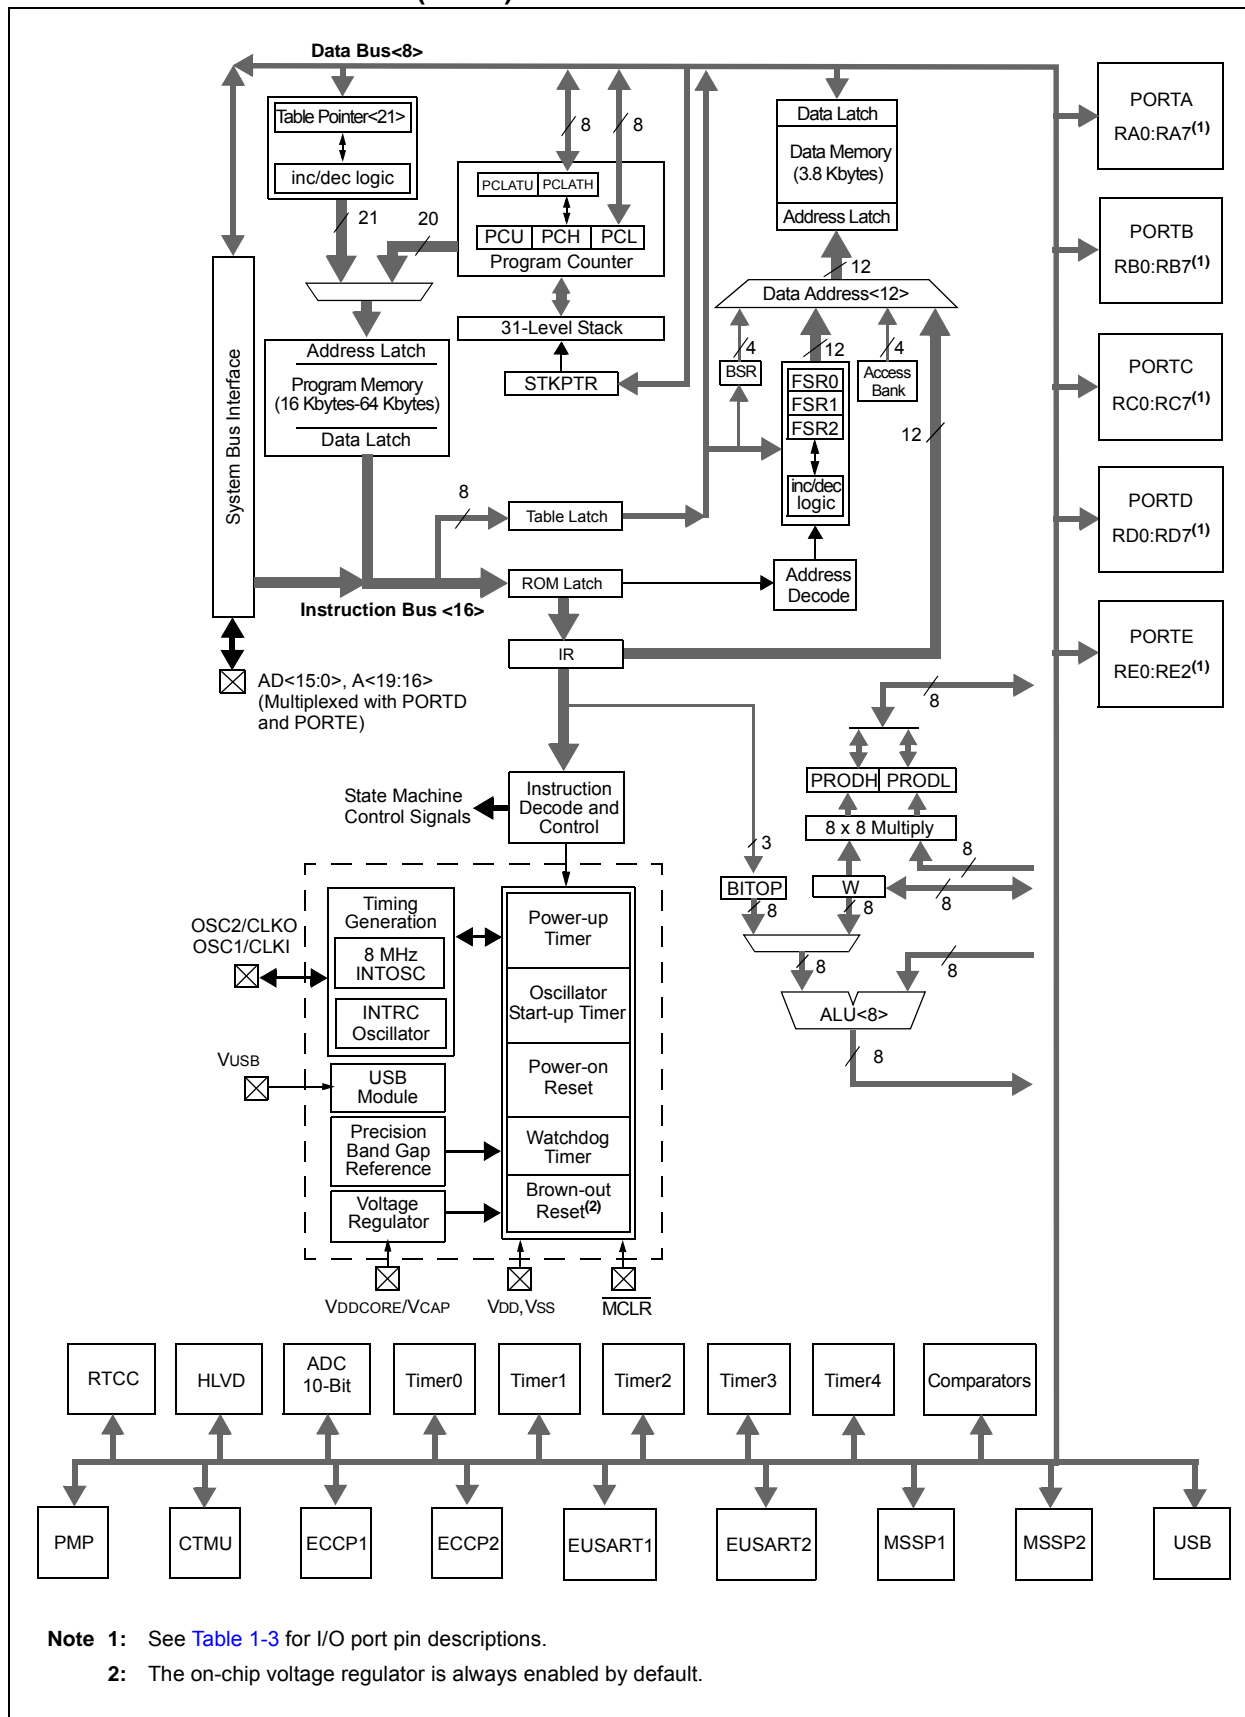 Data Bus<8>
Table Pointer<21>
inc/dec logic
21
20
8
8
PCLATU
PCLATH
PCU
PCH
PCL
Program Counter
31-Level Stack
STKPTR
Data Latch
Data Memory
(3.8 Kbytes)
Address Latch
12
Data Address<12>
4
12
4
BSR
FSR0
FSR1
FSR2
inc/dec
logic
Access
Bank
12
Address
Decode
System Bus Interface
Address Latch
Program Memory
(16 Kbytes-64 Kbytes)
Data Latch
8
Table Latch
ROM Latch
Instruction Bus <16>
IR
AD<15:0>, A<19:16>
(Multiplexed with PORTD
and PORTE)
PORTA
RA0:RA7(1)
PORTB
RB0:RB7(1)
PORTC
RC0:RC7(1)
PORTD
RD0:RD7(1)
PORTE
RE0:RE2(1)
8
PRODH
PRODL
8 x 8 Multiply
8
3
BITOP
W
8
8
8
8
8
ALU<8>
8
State Machine
Control Signals
Instruction
Decode and
Control
OSC2/CLKO
OSC1/CLKI
Timing
Generation
8 MHz
INTOSC
INTRC
Oscillator
Power-up
Timer
Oscillator
Start-up Timer
Power-on
Reset
Watchdog
Timer
Brown-out
Reset(2)
VUSB
USB
Module
Precision
Band Gap
Reference
Voltage
Regulator
VDDCORE/VCAP
VDD, VSS
MCLR
RTCC
HLVD
ADC
10-Bit
Timer0
Timer1
Timer2
Timer3
Timer4
Comparators
PMP
CTMU
ECCP1
ECCP2
EUSART1
EUSART2
MSSP1
MSSP2
USB
Note 1: See Table 1-3 for I/O port pin descriptions.
2: The on-chip voltage regulator is always enabled by default.